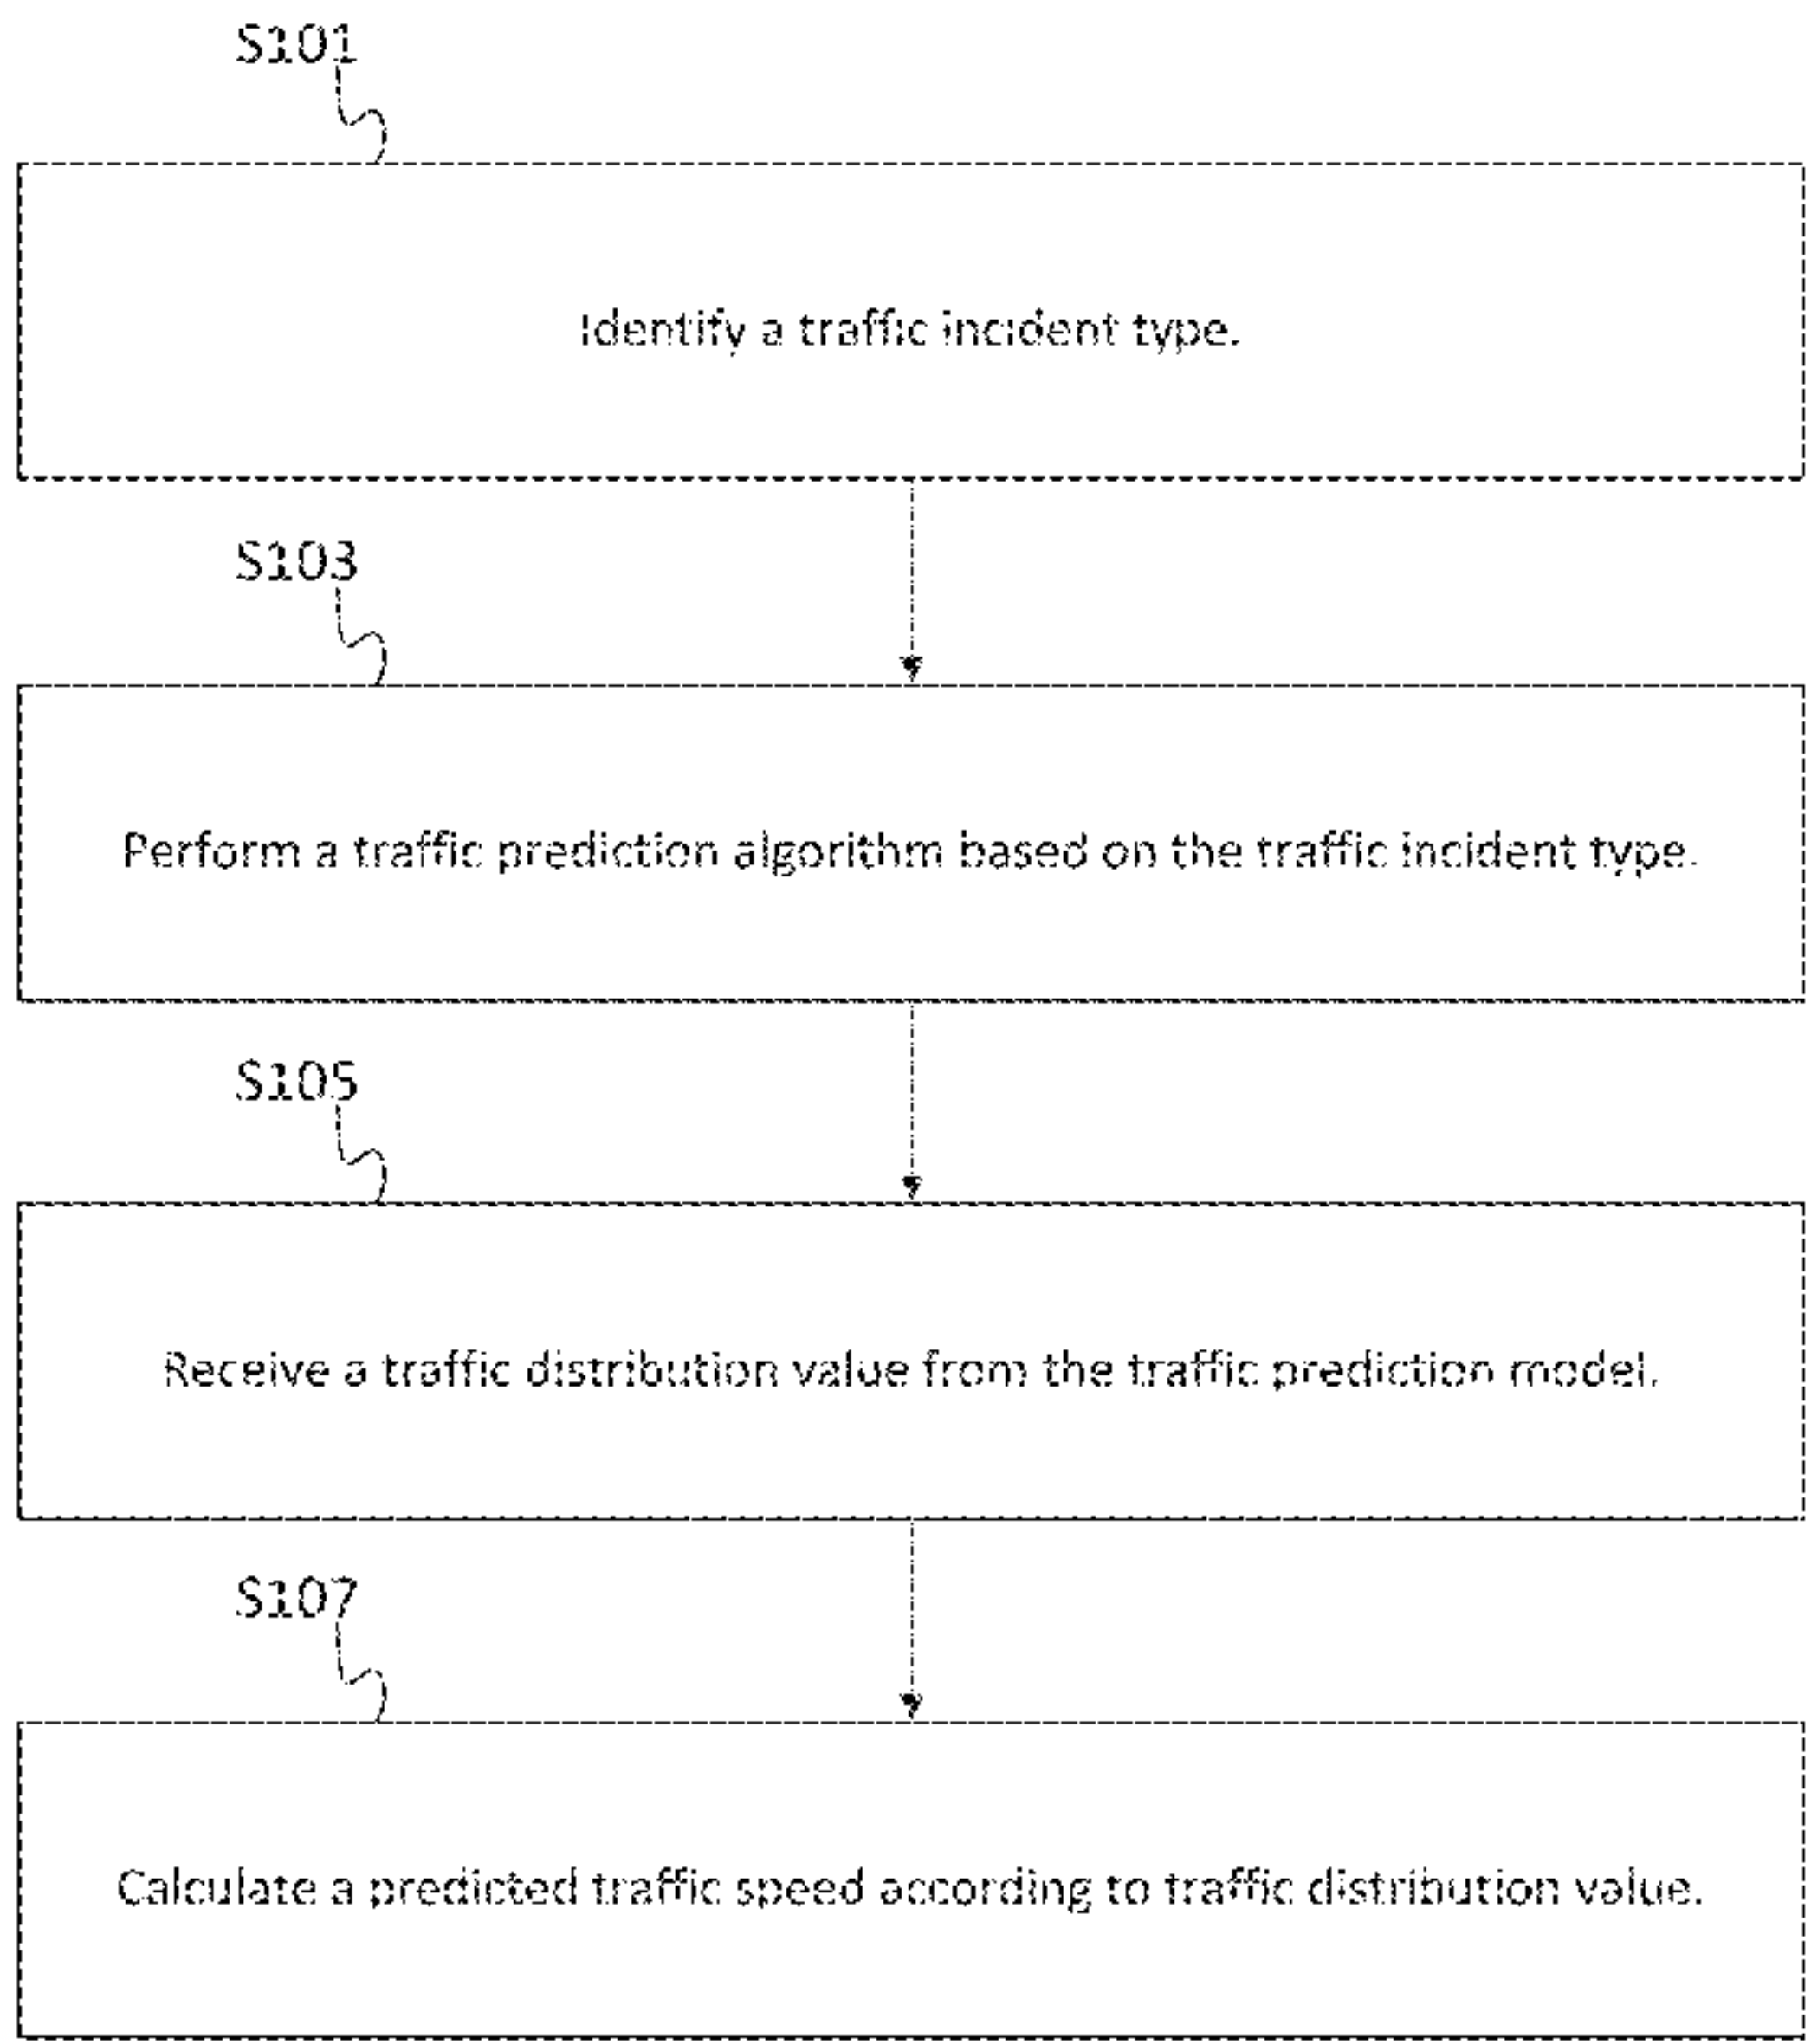 S101
Identify a traffic incident type.
S103
Perform a traffic prediction algorithm based on the traffic incident type.
S105
Receive a traffic distribution value from the traffic prediction model.
S107
Calculate a predicted traffic speed according to traffic distribution value.